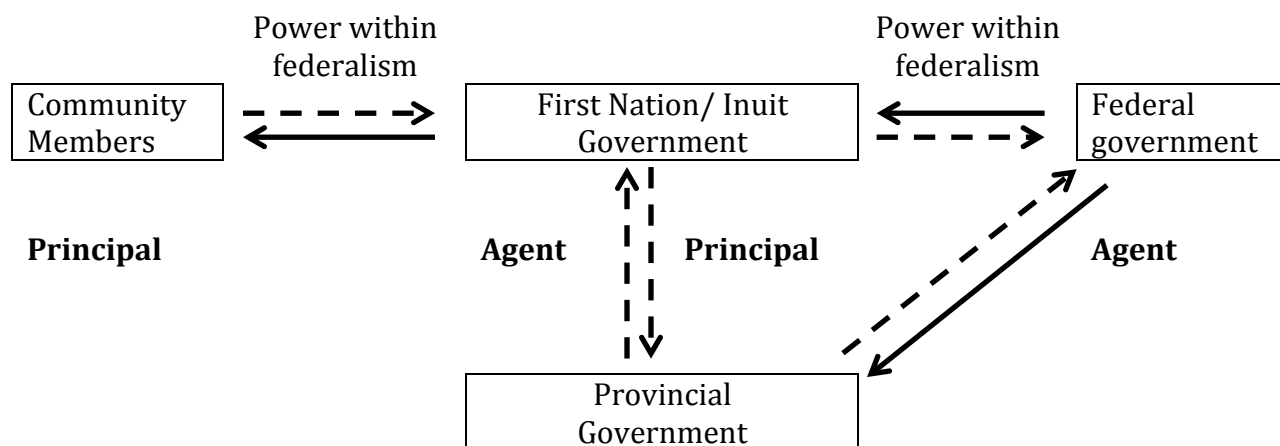 Power within
federalism
Power within
federalism
Community
Members
First Nation/ Inuit
Government
Federal
government
Principal
Agent
Principal
Agent
Provincial
Government